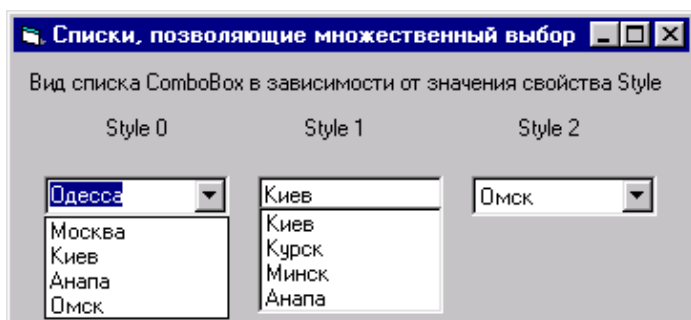 Списки, позволяющие множественный выбор
Вид списка ComboBox в зависимости от значения свойства Style
Style 0 Style 1 Style 2
Одесса Киев Омск
Москва Киев
Киев Курск
Анапа Минск
Омск Анапа